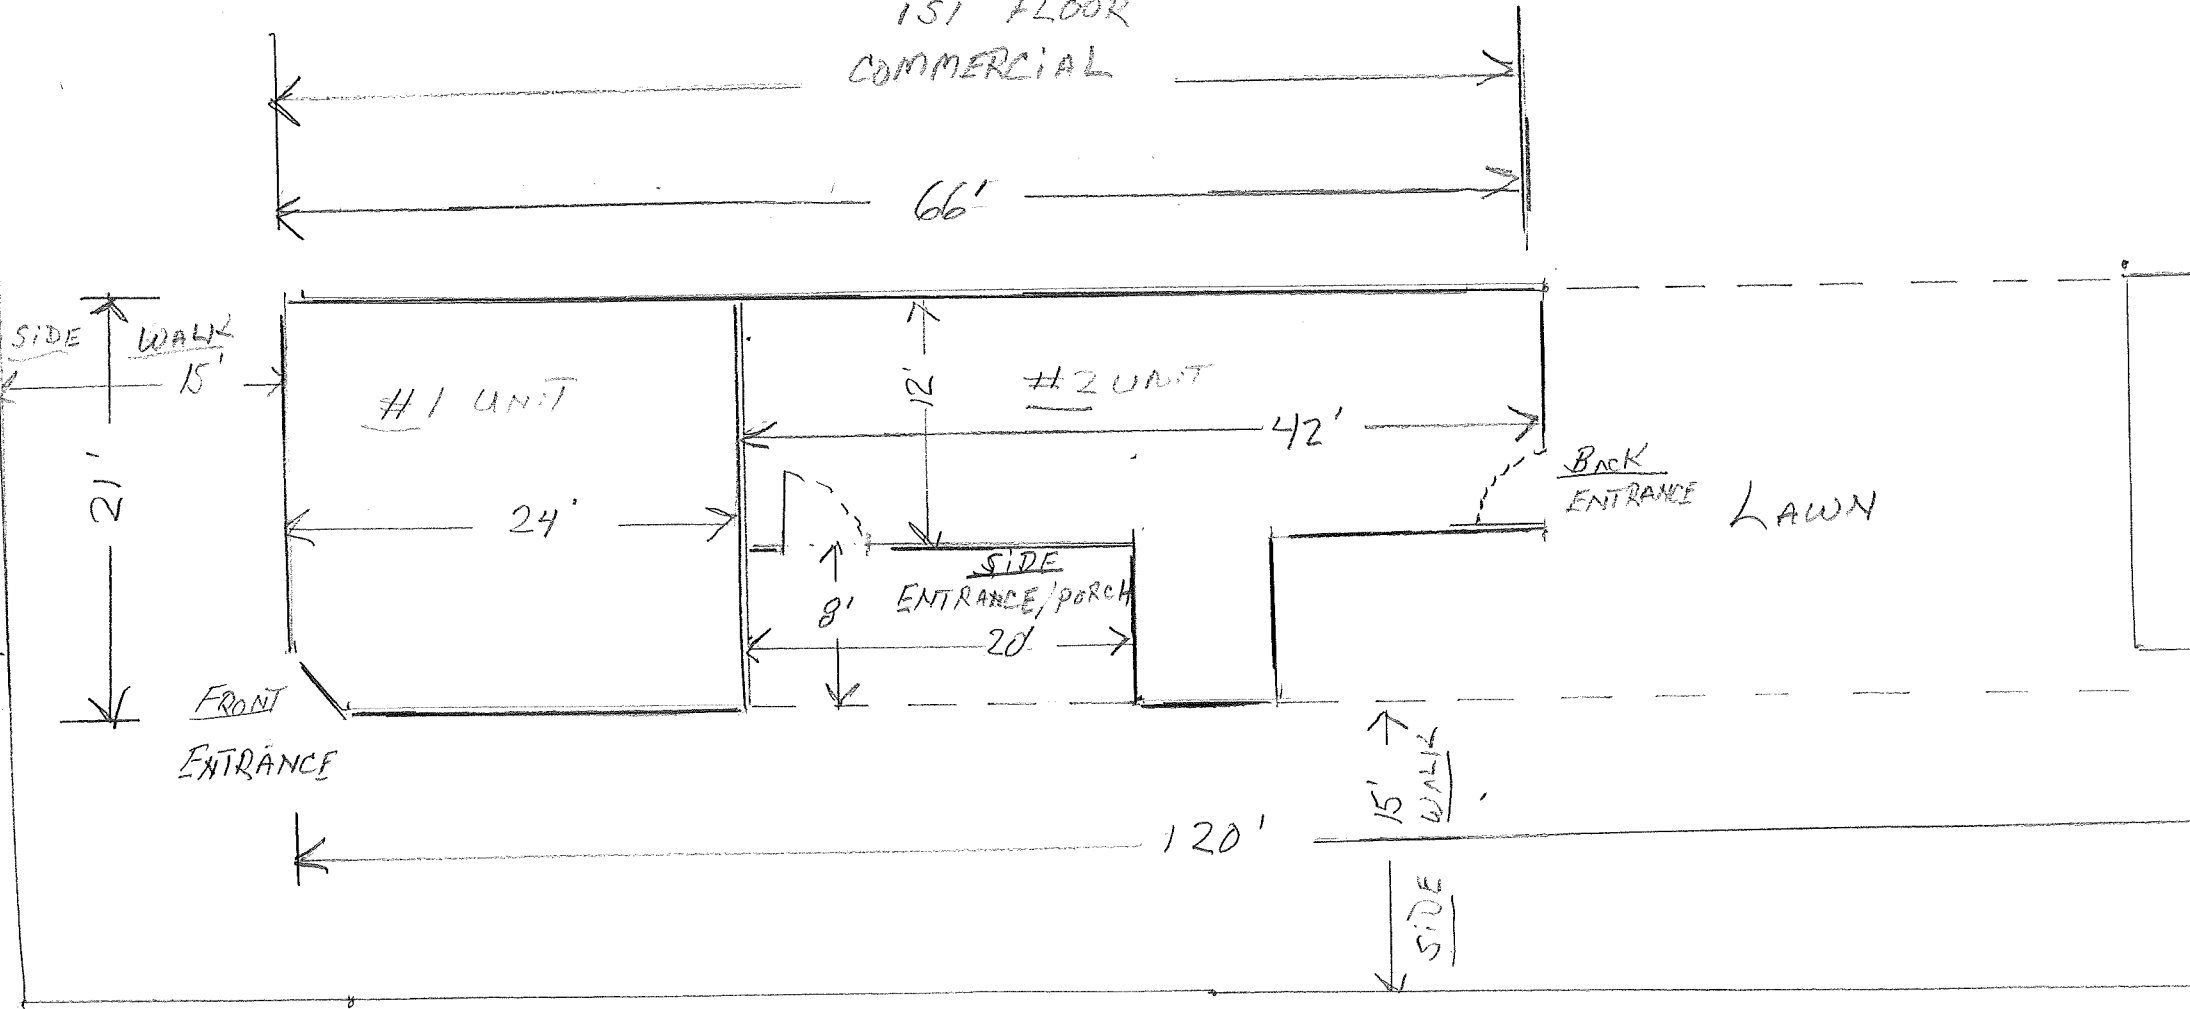 1ST FLOOR
COMMERCIAL
66'
SIDE WALK
15'
21'
#1 UNIT
24'
12'
#2 UNIT
42'
BACK
ENTRANCE
LAWN
SIDE
ENTRANCE/PORCH
8'
20'
FRONT
ENTRANCE
120'
15'
SIDE WALK